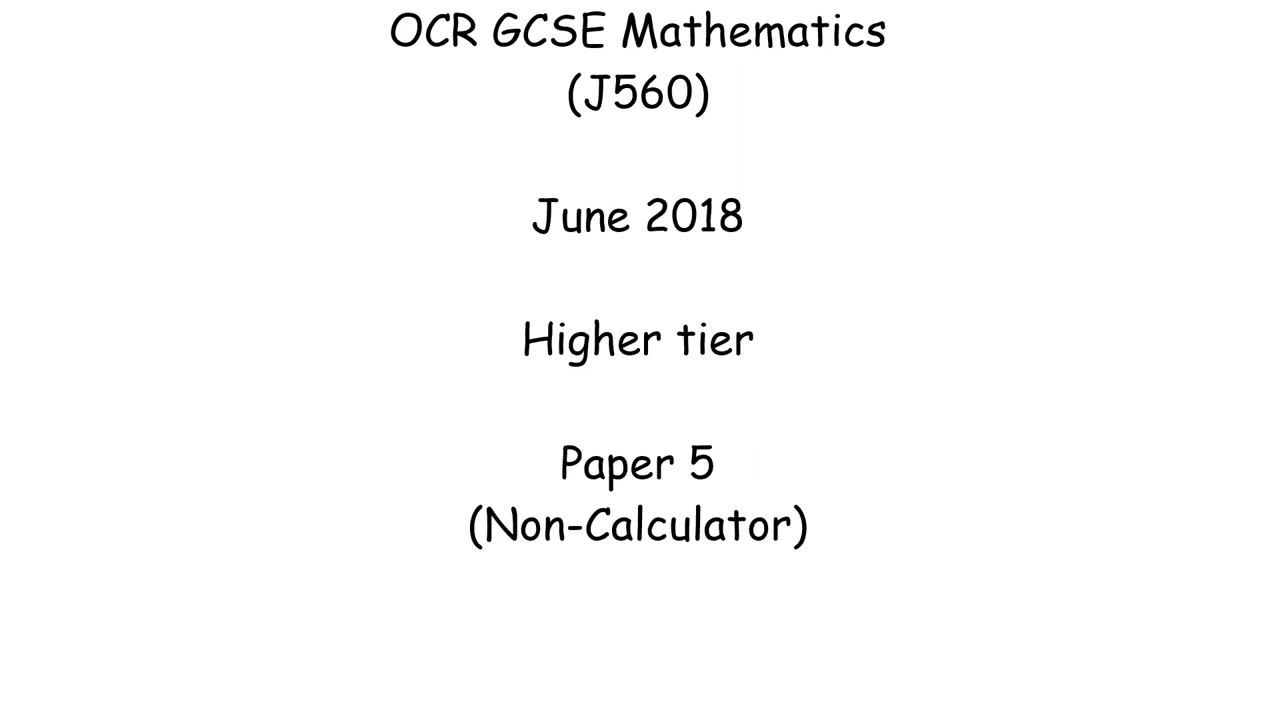 OCR GCSE Mathematics
(J560)
June 2018
Higher tier
Paper 5
(Non-Calculator)